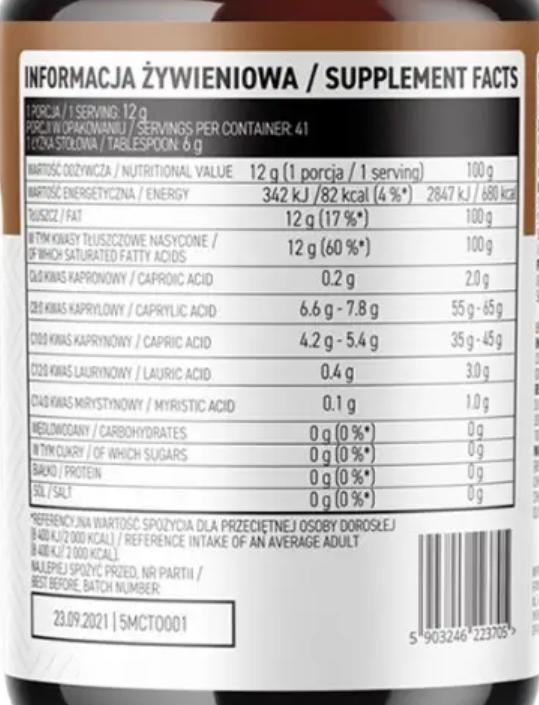 INFORMACJA ŻYWIENIOWA / SUPPLEMENT FACTS
1 PORCJA / 1 SERVING: 12 g
PORCJI W OPAKOWANIU / SERVINGS PER CONTAINER: 41
1 ŁYŻKA STOŁOWA / TABLESPOON: 6 g
WARTOŚĆ ODŻYWCZA / NUTRITIONAL VALUE 12 g (1 porcja / 1 serving) 100 g
WARTOŚĆ ENERGETYCZNA / ENERGY 342 kJ /82 kcal (4 %*) 2847 kJ / 680 kcal
TŁUSZCZ / FAT 12 g (17 %*) 100 g
W TYM KWASY TŁUSZCZOWE NASYCONE /
OF WHICH SATURATED FATTY ACIDS 12 g (60 %*) 100 g
C6:0 KWAS KAPRONOWY / CAPROIC ACID 0.2 g 2.0 g
C8:0 KWAS KAPRYLOWY / CAPRYLIC ACID 6.6 g - 7.8 g 55 g - 65 g
C10:0 KWAS KAPRYNOWY / CAPRIC ACID 4.2 g - 5.4 g 35 g - 45 g
C12:0 KWAS LAURYNOWY / LAURIC ACID 0.4 g 3.0 g
C14:0 KWAS MIRYSTYNOWY / MYRISTIC ACID 0.1 g 1.0 g
WĘGLOWODANY / CARBOHYDRATES 0 g (0 %*) 0 g
W TYM CUKRY / OF WHICH SUGARS 0 g (0 %*) 0 g
BIAŁKO / PROTEIN 0 g (0 %*) 0 g
SÓL / SALT 0 g (0 %*) 0 g
*REFERENCYJNA WARTOŚĆ SPOŻYCIA DLA PRZECIĘTNEJ OSOBY DOROSŁEJ
(8 400 KJ/2 000 KCAL) / REFERENCE INTAKE OF AN AVERAGE ADULT
(8 400 KJ/ 2 000 KCAL).
NAJLEPIEJ SPOŻYĆ PRZED, NR PARTII /
BEST BEFORE, BATCH NUMBER
23.09.2021 | 5MCTO001
5 903246 223705 >